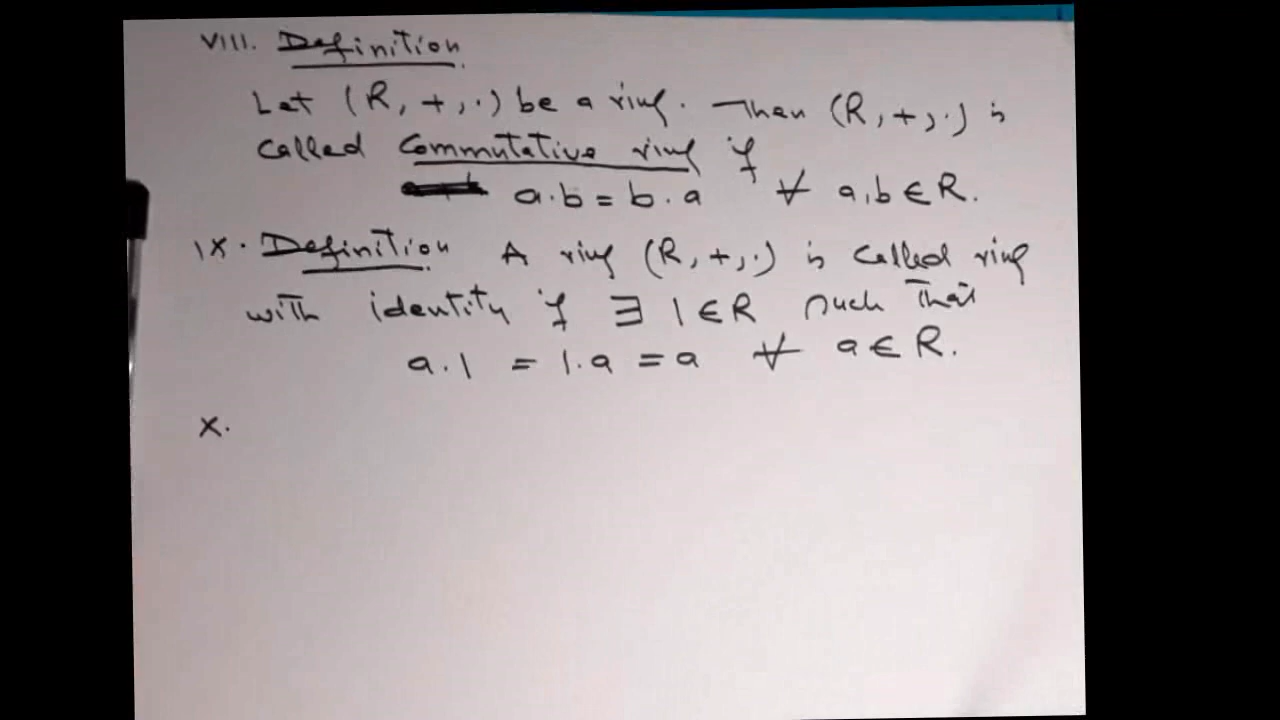 VIII. Definition
Let (R, +, ·) be a ring. Then (R, +, ·) is
called Commutative ring if
a·b = b·a ∀ a, b ∈ R.
IX. Definition A ring (R, +, ·) is called ring
with identity if ∃ 1 ∈ R such that
a·1 = 1·a = a ∀ a ∈ R.
X.